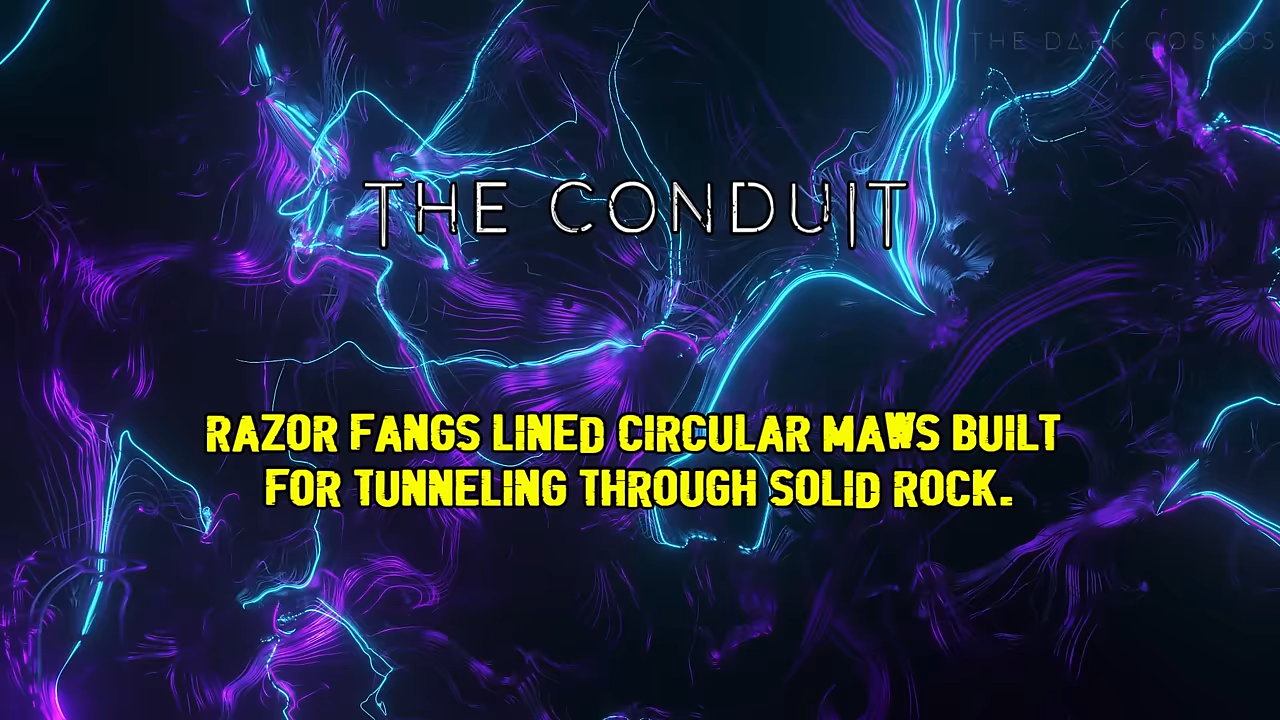 THE DARK COSMOS
THE CONDUIT
RAZOR FANGS LINED CIRCULAR MAWS BUILT
FOR TUNNELING THROUGH SOLID ROCK.